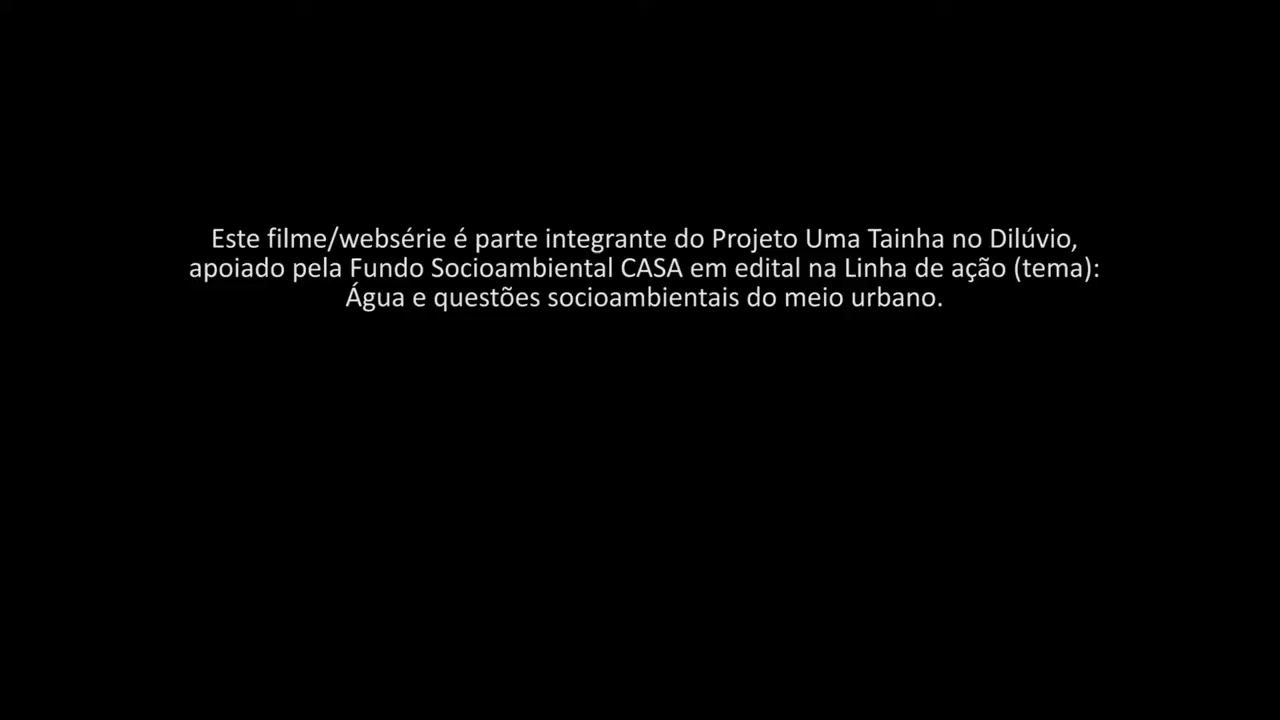 Este filme/websérie é parte integrante do Projeto Uma Tainha no Dilúvio,
apoiado pela Fundo Socioambiental CASA em edital na Linha de ação (tema):
Água e questões socioambientais do meio urbano.